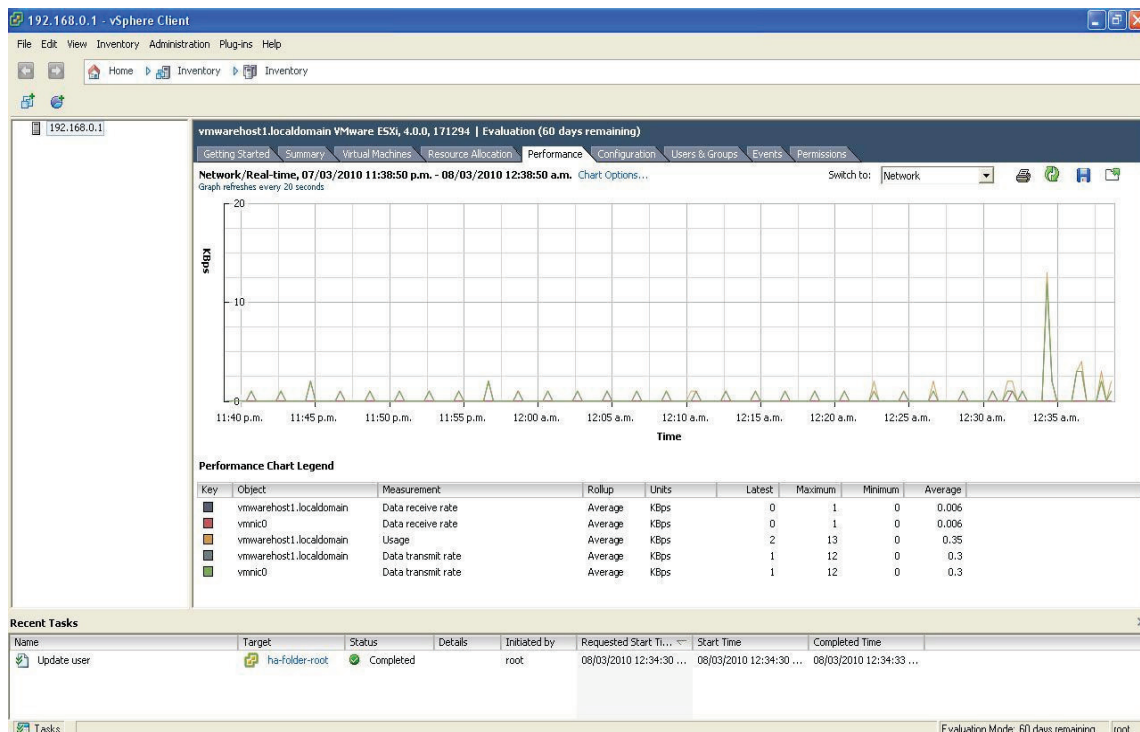 192.168.0.1 - vSphere Client
File Edit View Inventory Administration Plug-ins Help
Home Inventory Inventory
192.168.0.1
vmwarehost1.localdomain VMware ESXi, 4.0.0, 171294 | Evaluation (60 days remaining)
Getting Started Summary Virtual Machines Resource Allocation Performance Configuration Users & Groups Events Permissions
Network/Real-time, 07/03/2010 11:38:50 p.m. - 08/03/2010 12:38:50 a.m. Chart Options... Switch to: Network
Graph refreshes every 20 seconds
20
KBps
10
0
11:40 p.m. 11:45 p.m. 11:50 p.m. 11:55 p.m. 12:00 a.m. 12:05 a.m. 12:10 a.m. 12:15 a.m. 12:20 a.m. 12:25 a.m. 12:30 a.m. 12:35 a.m.
Time
Performance Chart Legend
Key Object Measurement Rollup Units Latest Maximum Minimum Average
vmwarehost1.localdomain Data receive rate Average KBps 0 1 0 0.006
vmnic0 Data receive rate Average KBps 0 1 0 0.006
vmwarehost1.localdomain Usage Average KBps 2 13 0 0.35
vmwarehost1.localdomain Data transmit rate Average KBps 1 12 0 0.3
vmnic0 Data transmit rate Average KBps 1 12 0 0.3
Recent Tasks
Name Target Status Details Initiated by Requested Start Ti... Start Time Completed Time
Update user ha-folder-root Completed root 08/03/2010 12:34:30 ... 08/03/2010 12:34:30 ... 08/03/2010 12:34:33 ...
Tasks Evaluation Mode: 60 days remaining root